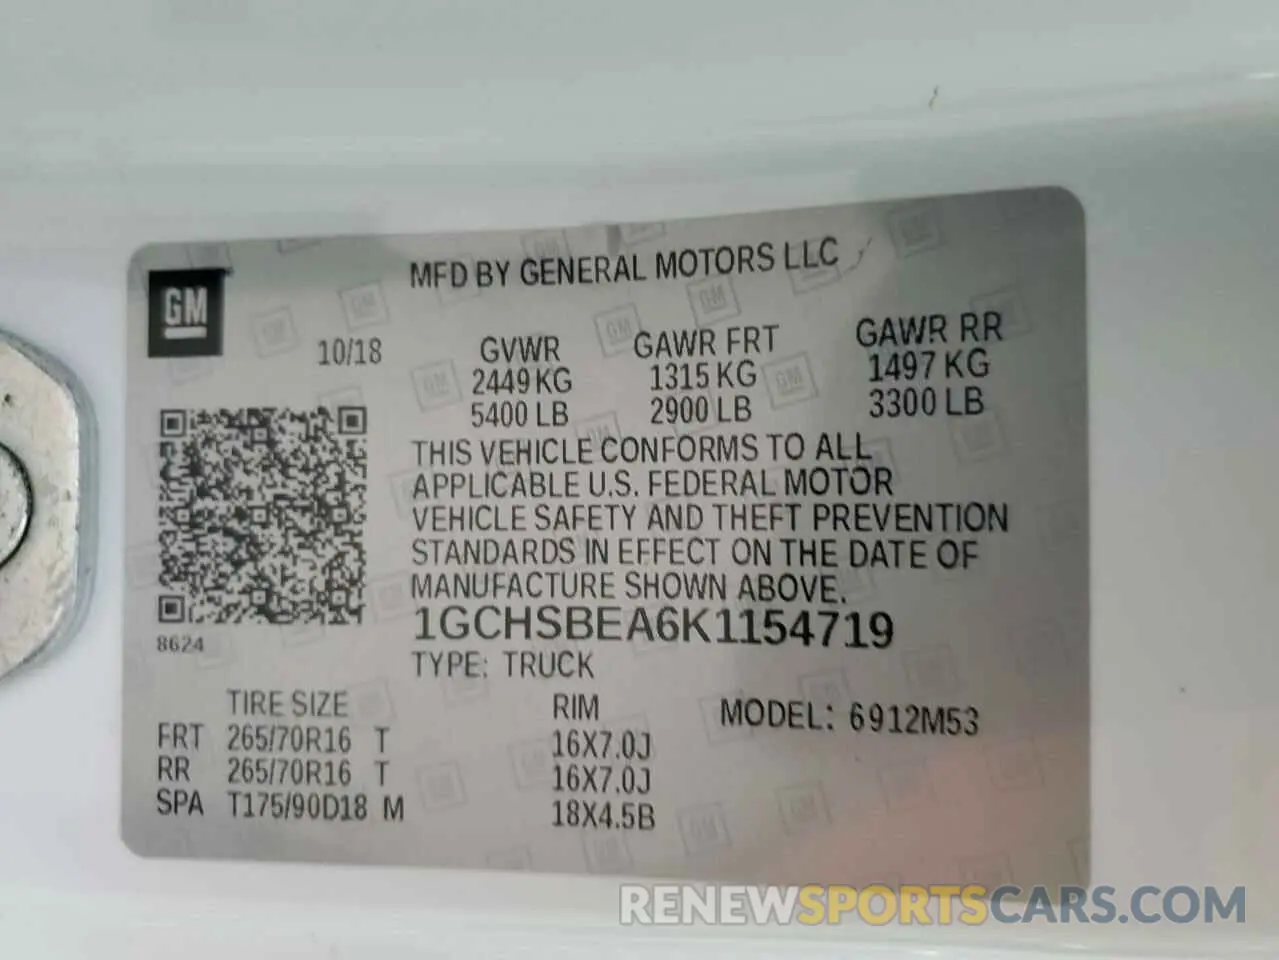 MFD BY GENERAL MOTORS LLC
GM
10/18 GVWR GAWR FRT GAWR RR
2449 KG 1315 KG 1497 KG
5400 LB 2900 LB 3300 LB
THIS VEHICLE CONFORMS TO ALL
APPLICABLE U.S. FEDERAL MOTOR
VEHICLE SAFETY AND THEFT PREVENTION
STANDARDS IN EFFECT ON THE DATE OF
MANUFACTURE SHOWN ABOVE.
1GCHSBEA6K1154719
8624
TYPE: TRUCK
TIRE SIZE RIM MODEL: 6912M53
FRT 265/70R16 T 16X7.0J
RR 265/70R16 T 16X7.0J
SPA T175/90D18 M 18X4.5B
RENEWSPORTSCARS.COM